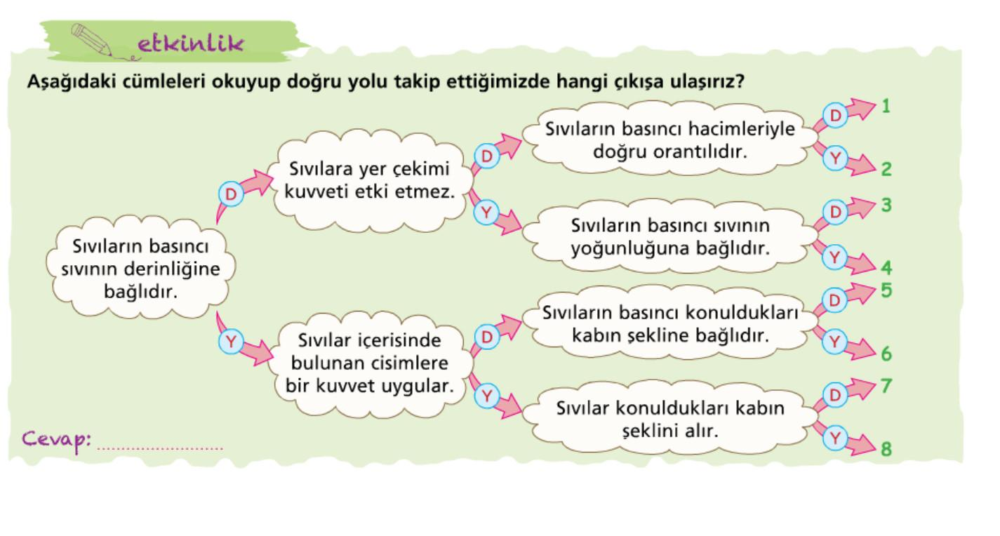 etkinlik
Aşağıdaki cümleleri okuyup doğru yolu takip ettiğimizde hangi çıkışa ulaşırız?
Sıvıların basıncı
sıvının derinliğine
bağlıdır.
D
Y
Sıvılara yer çekimi
kuvveti etki etmez.
D
Y
Sıvılar içerisinde
bulunan cisimlere
bir kuvvet uygular.
D
Y
Sıvıların basıncı hacimleriyle
doğru orantılıdır.
D
1
Y
2
Sıvıların basıncı sıvının
yoğunluğuna bağlıdır.
D
3
Y
4
Sıvıların basıncı konuldukları
kabın şekline bağlıdır.
D
5
Y
6
Sıvılar konuldukları kabın
şeklini alır.
D
7
Y
8
Cevap: ..........................